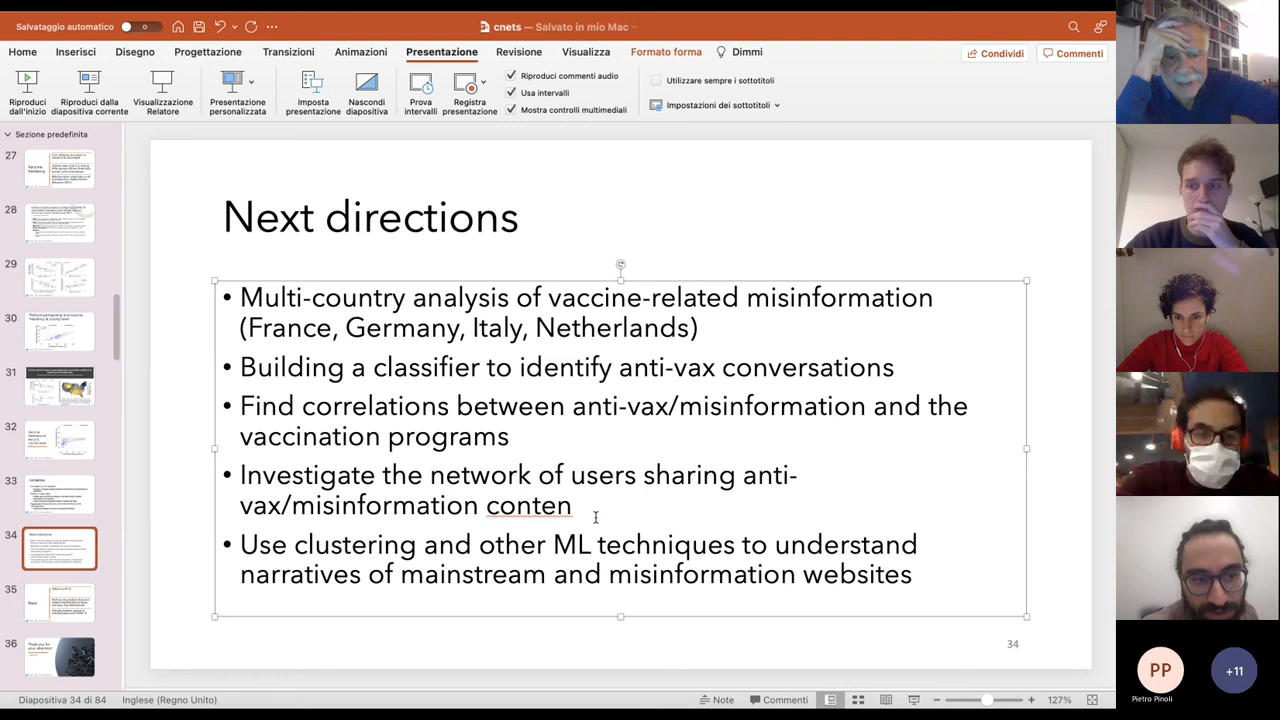 Salvataggio automatico
cnets — Salvato in mio Mac
Home Inserisci Disegno Progettazione Transizioni Animazioni Presentazione Revisione Visualizza Formato forma Dimmi
Condividi Commenti
Riproduci dall'inizio
Riproduci dalla diapositiva corrente
Visualizzazione Relatore
Presentazione personalizzata
Imposta presentazione
Nascondi diapositiva
Prova intervalli
Registra presentazione
Riproduci commenti audio
Usa intervalli
Mostra controlli multimediali
Utilizzare sempre i sottotitoli
Impostazioni dei sottotitoli
Sezione predefinita
27
28
29
30
31
32
33
34
35
36
Next directions
• Multi-country analysis of vaccine-related misinformation
(France, Germany, Italy, Netherlands)
• Building a classifier to identify anti-vax conversations
• Find correlations between anti-vax/misinformation and the
vaccination programs
• Investigate the network of users sharing anti-
vax/misinformation conten
• Use clustering and other ML techniques to understand
narratives of mainstream and misinformation websites
34
PP
Pietro Pinoli
+11
Diapositiva 34 di 84 Inglese (Regno Unito)
Note Commenti 127%